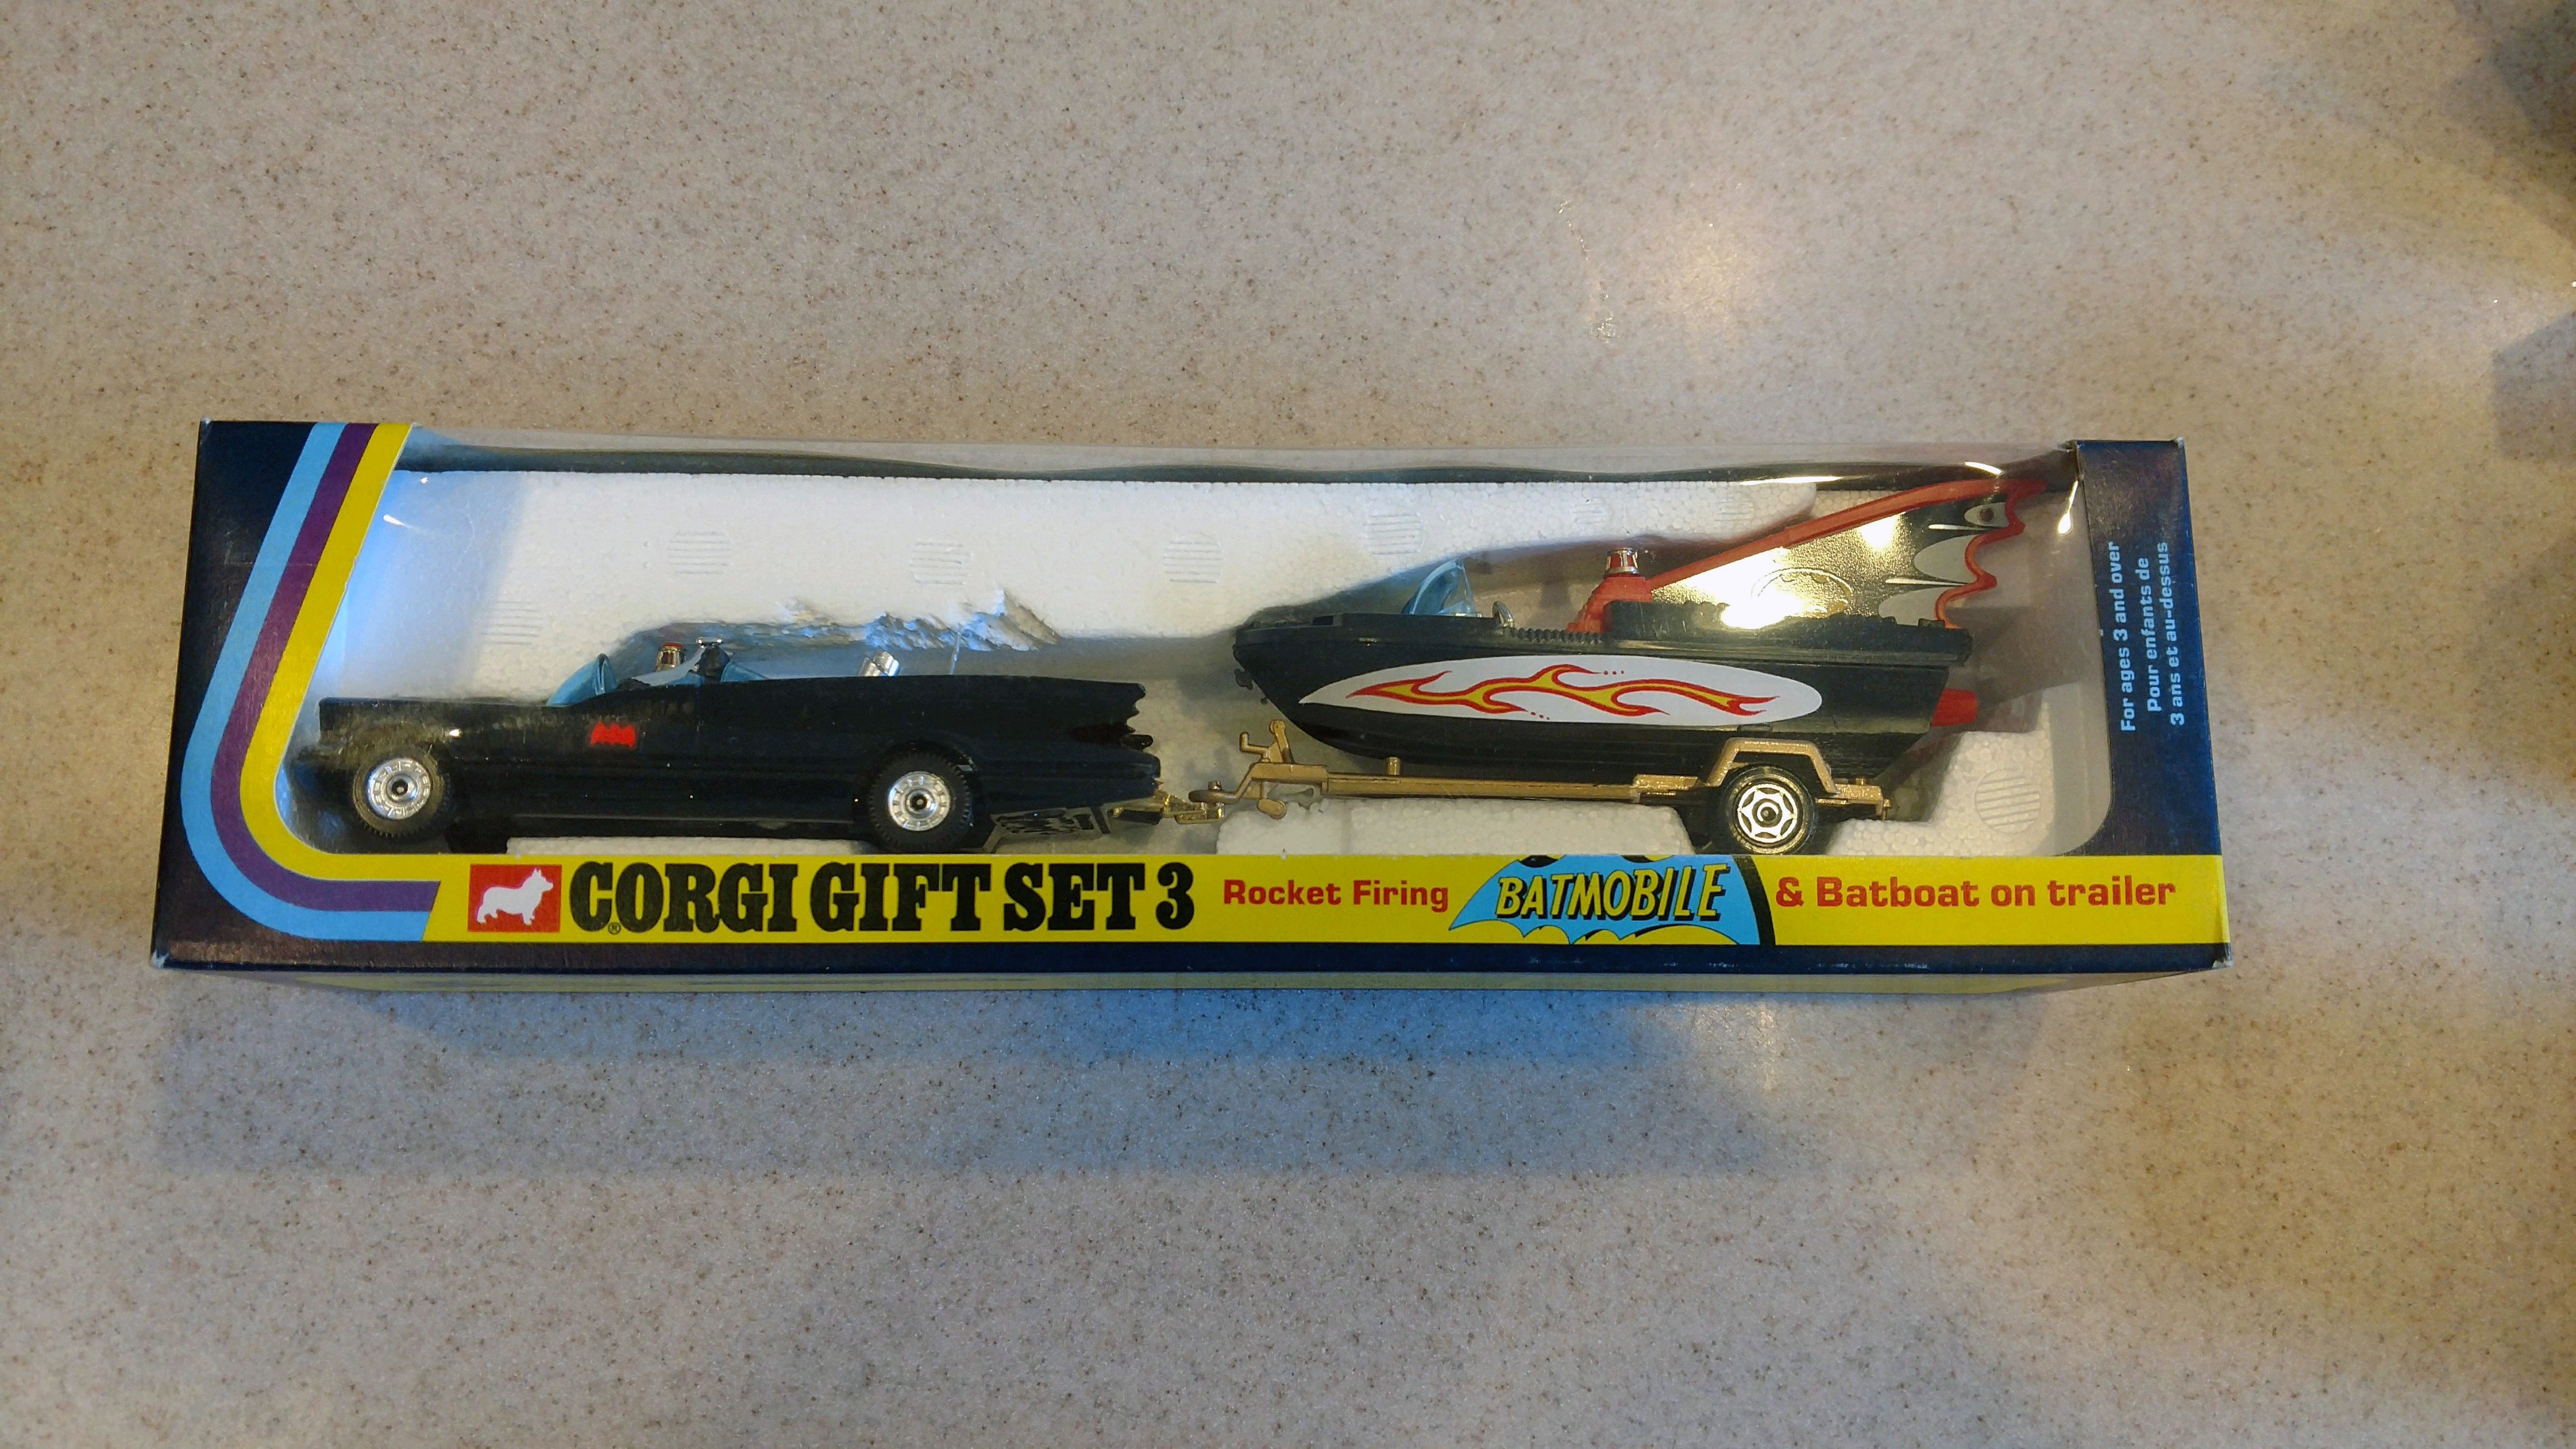 For ages 3 and over
Pour enfants de
3 ans et au-dessus
CORGI® GIFT SET 3 Rocket Firing BATMOBILE & Batboat on trailer